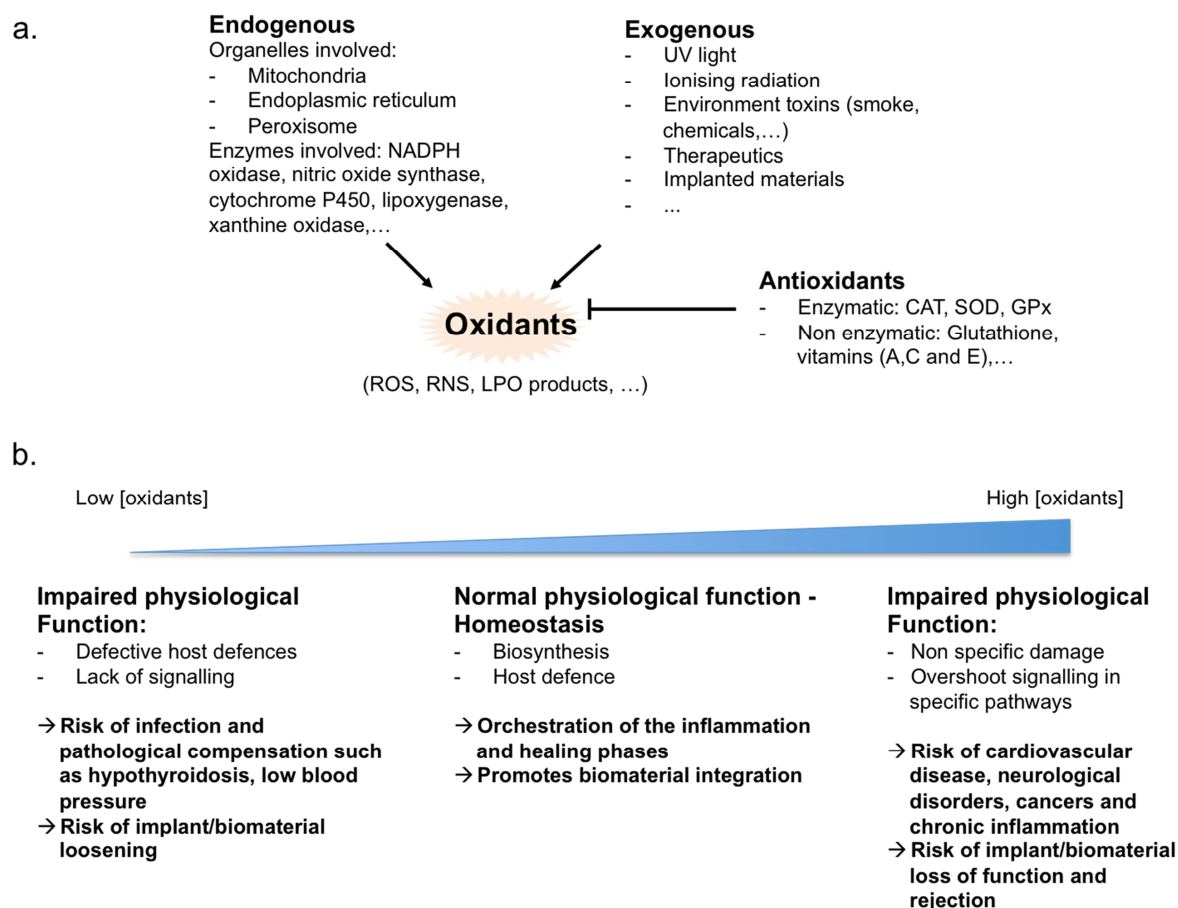 a.
Endogenous
Organelles involved:
- Mitochondria
- Endoplasmic reticulum
- Peroxisome
Enzymes involved: NADPH
oxidase, nitric oxide synthase,
cytochrome P450, lipoxygenase,
xanthine oxidase,…
Exogenous
- UV light
- Ionising radiation
- Environment toxins (smoke,
chemicals,…)
- Therapeutics
- Implanted materials
- ...
Oxidants
(ROS, RNS, LPO products, …)
Antioxidants
- Enzymatic: CAT, SOD, GPx
- Non enzymatic: Glutathione,
vitamins (A,C and E),…
b.
Low [oxidants]
High [oxidants]
Impaired physiological
Function:
- Defective host defences
- Lack of signalling
→ Risk of infection and
pathological compensation such
as hypothyroidosis, low blood
pressure
→ Risk of implant/biomaterial
loosening
Normal physiological function -
Homeostasis
- Biosynthesis
- Host defence
→ Orchestration of the inflammation
and healing phases
→ Promotes biomaterial integration
Impaired physiological
Function:
- Non specific damage
- Overshoot signalling in
specific pathways
→ Risk of cardiovascular
disease, neurological
disorders, cancers and
chronic inflammation
→ Risk of implant/biomaterial
loss of function and
rejection